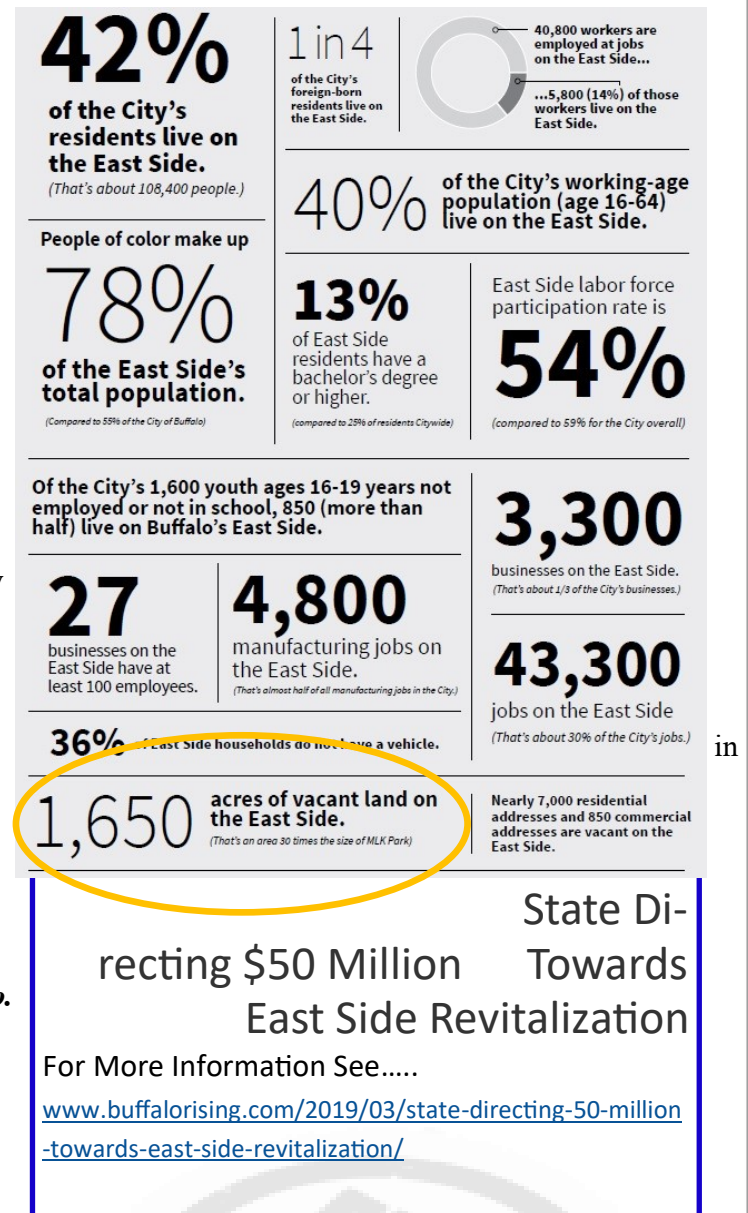 42%
of the City's
residents live on
the East Side.
(That's about 108,400 people.)
1 in 4
of the City's
foreign-born
residents live on
the East Side.
40,800 workers are
employed at jobs
on the East Side...
...5,800 (14%) of those
workers live on the
East Side.
40%
of the City's working-age
population (age 16-64)
live on the East Side.
People of color make up
78%
of the East Side's
total population.
(Compared to 55% of the City of Buffalo)
13%
of East Side
residents have a
bachelor's degree
or higher.
(compared to 25% of residents Citywide)
East Side labor force
participation rate is
54%
(compared to 59% for the City overall)
Of the City's 1,600 youth ages 16-19 years not
employed or not in school, 850 (more than
half) live on Buffalo's East Side.
3,300
businesses on the East Side.
(That's about 1/3 of the City's businesses.)
27
businesses on the
East Side have at
least 100 employees.
4,800
manufacturing jobs on
the East Side.
(That's almost half of all manufacturing jobs in the City.)
43,300
jobs on the East Side
(That's about 30% of the City's jobs.)
in
36% of East Side households do not have a vehicle.
1,650
acres of vacant land on
the East Side.
(That's an area 30 times the size of MLK Park)
Nearly 7,000 residential
addresses and 850 commercial
addresses are vacant on the
East Side.
State Di-
recting $50 Million Towards
East Side Revitalization
For More Information See…..
www.buffalorising.com/2019/03/state-directing-50-million
-towards-east-side-revitalization/